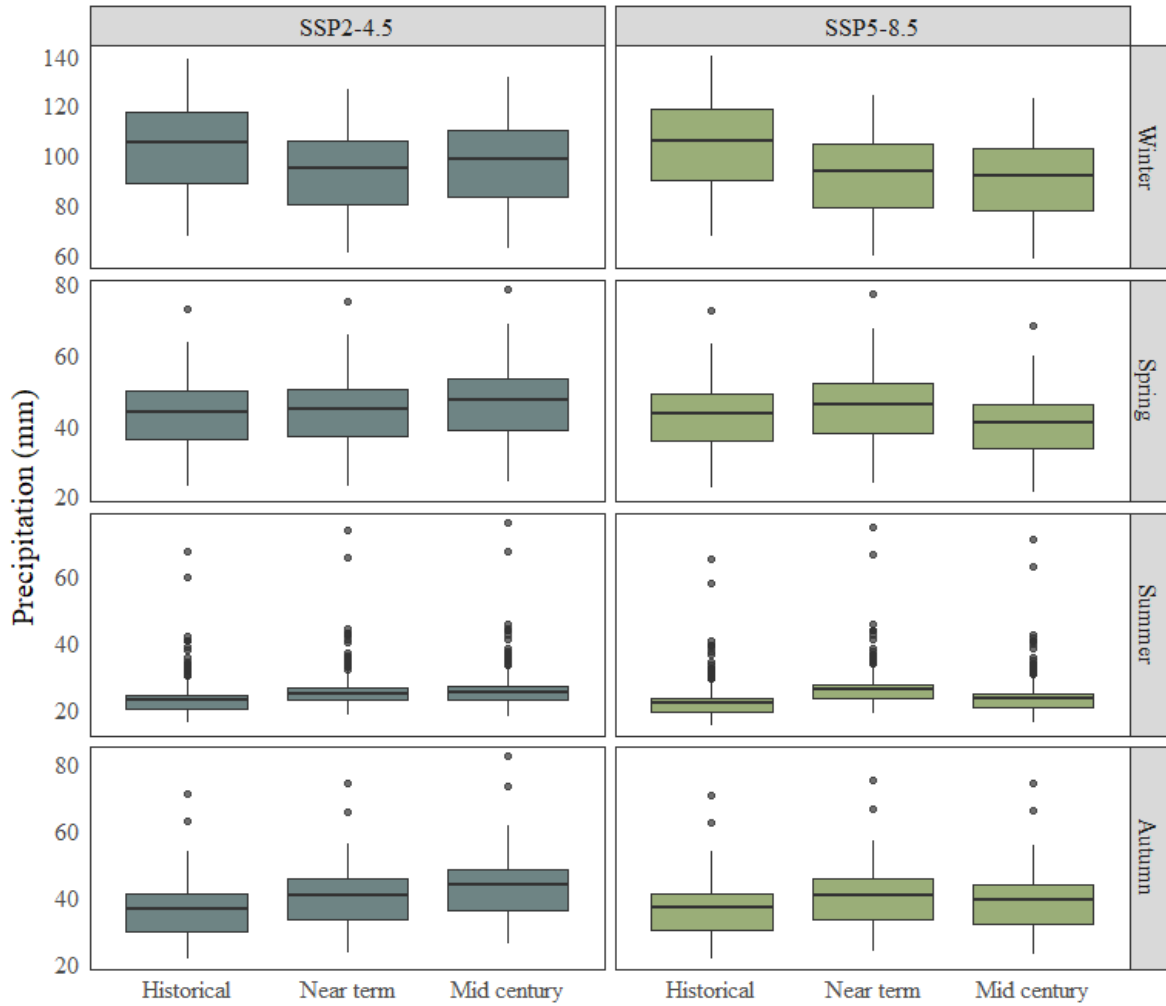 SSP2-4.5 SSP5-8.5
140
120
100
80
60
Winter
80
60
40
20
Spring
Precipitation (mm)
60
40
20
Summer
80
60
40
20
Autumn
Historical Near term Mid century Historical Near term Mid century